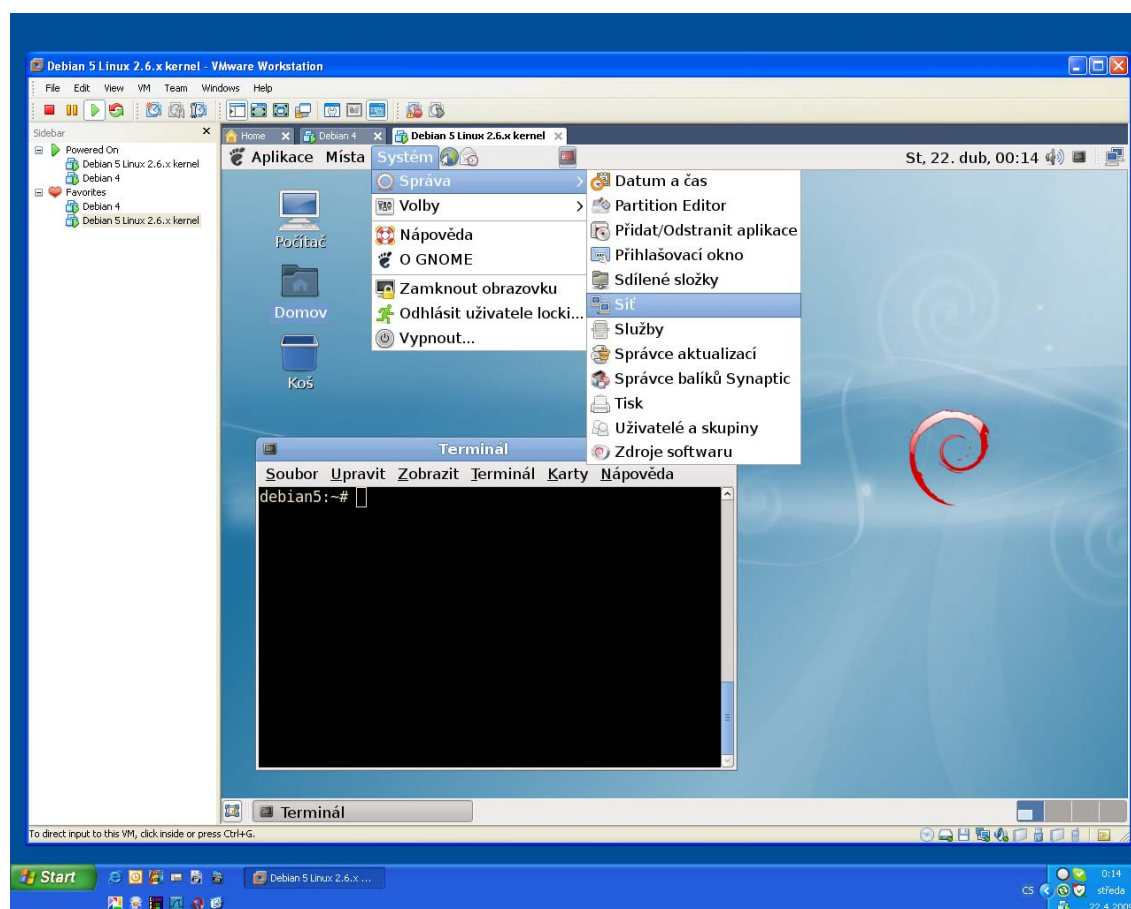 Debian 5 Linux 2.6.x kernel - VMware Workstation
File Edit View VM Team Windows Help
Sidebar
Powered On
Debian 5 Linux 2.6.x kernel
Debian 4
Favorites
Debian 4
Debian 5 Linux 2.6.x kernel
Home Debian 4 Debian 5 Linux 2.6.x kernel
Aplikace Místa Systém St, 22. dub, 00:14
Počítač
Domov
Koš
Správa
Volby
Nápověda
O GNOME
Zamknout obrazovku
Odhlásit uživatele locki...
Vypnout...
Datum a čas
Partition Editor
Přidat/Odstranit aplikace
Přihlašovací okno
Sdílené složky
Síť
Služby
Správce aktualizací
Správce balíků Synaptic
Tisk
Uživatelé a skupiny
Zdroje softwaru
Terminál
Soubor Upravit Zobrazit Terminál Karty Nápověda
debian5:~#
Terminál
To direct input to this VM, click inside or press Ctrl+G.
Start
Debian 5 Linux 2.6.x ...
CS
0:14
středa
22.4.2009